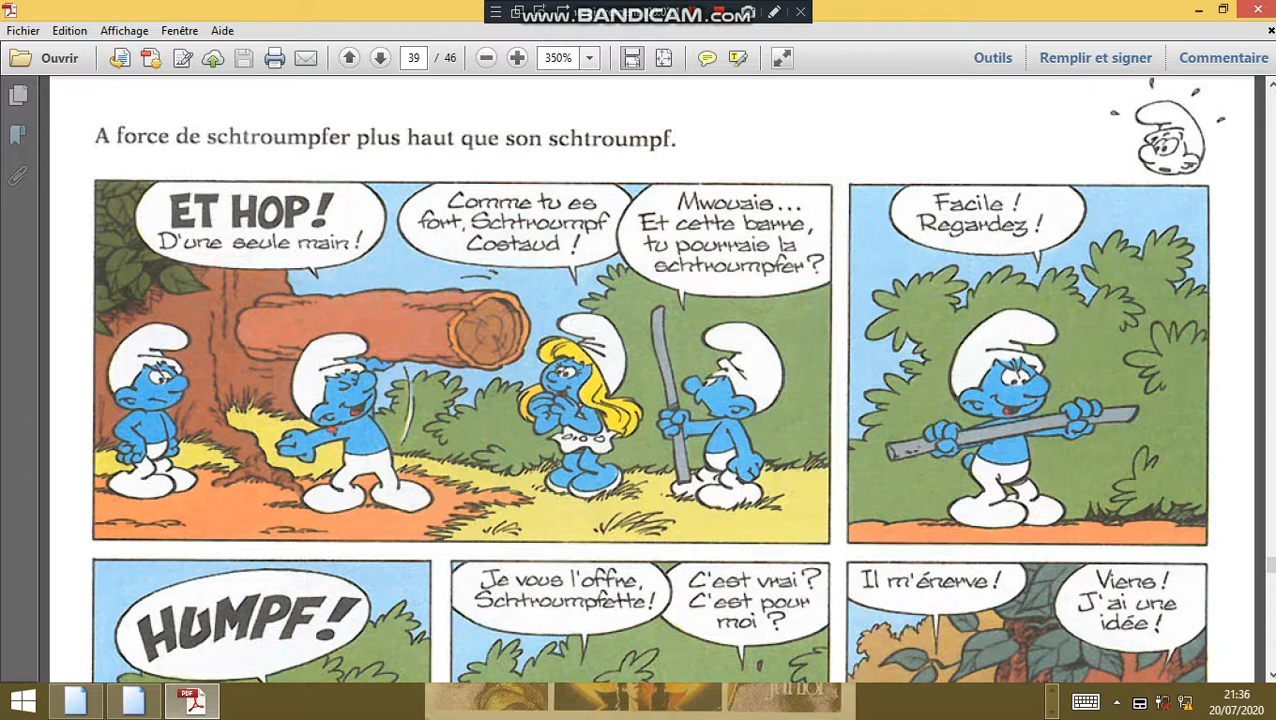 www.BANDICAM.com
Fichier Edition Affichage Fenêtre Aide
Ouvrir 39 / 46 350% Outils Remplir et signer Commentaire
A force de schtroumpfer plus haut que son schtroumpf.
ET HOP!
D'une seule main!
Comme tu es
fort, Schtroumpf
Costaud !
Mwouais...
Et cette barre,
tu pourrais la
schtroumpfer?
Facile !
Regardez !
HUMPF!
Je vous l'offre,
Schtroumpfette!
C'est vrai?
C'est pour
moi ?
Il m'énerve!
Viens!
J'ai une
idée!
PDF
junior
21:36
20/07/2020